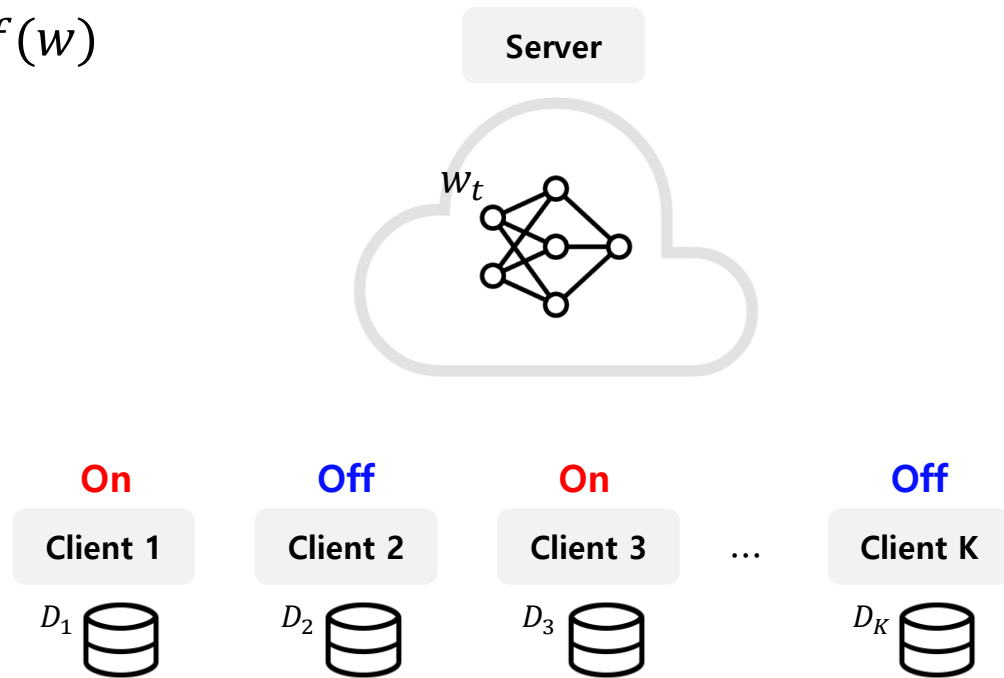 f(w)
Server
w_t
On Off On Off
Client 1 Client 2 Client 3 ... Client K
D_1 D_2 D_3 D_K